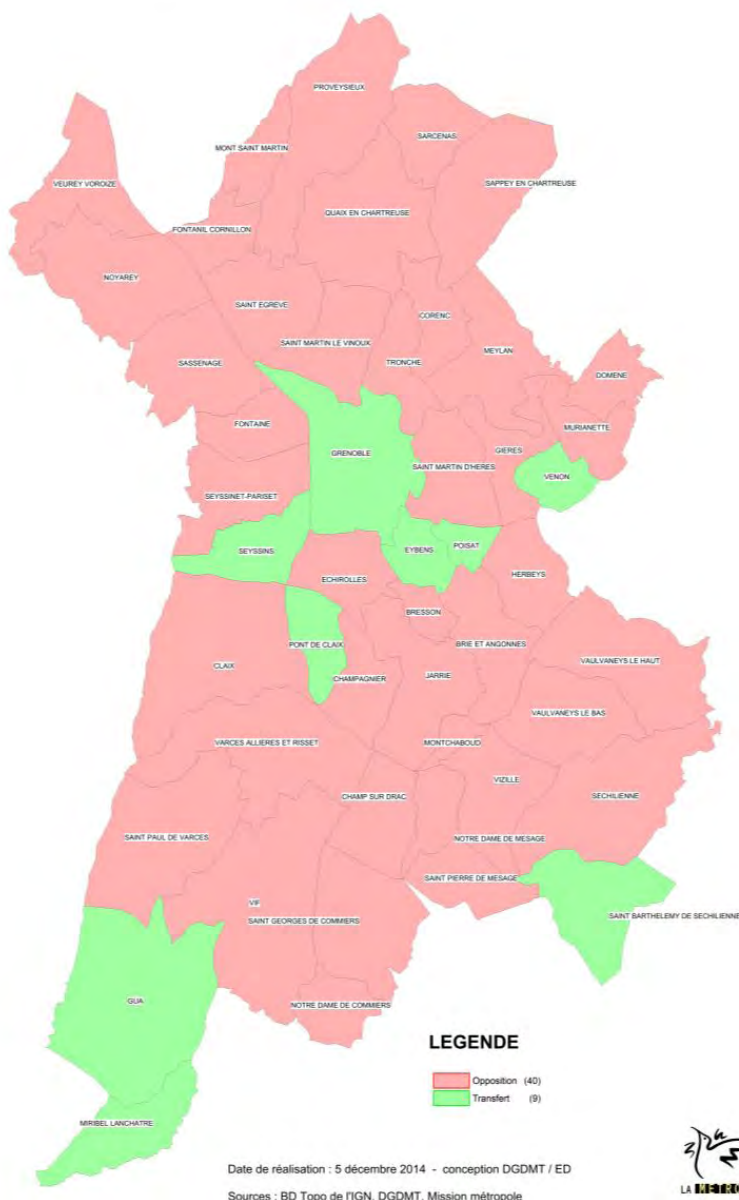 PROVEYSIEUX
SARCENAS
MONT SAINT MARTIN
VEUREY VOROIZE
SAPPEY EN CHARTREUSE
QUAIX EN CHARTREUSE
FONTANIL CORNILLON
NOYAREY
SAINT EGREVE
CORENC
SAINT MARTIN LE VINOUX
MEYLAN
SASSENAGE
TRONCHE
DOMENE
FONTAINE
MURIANETTE
GRENOBLE
GIERES
SAINT MARTIN D'HERES
VENON
SEYSSINET-PARISET
SEYSSINS
EYBENS
POISAT
ECHIROLLES
HERBEYS
BRESSON
PONT DE CLAIX
BRIE ET ANGONNES
CLAIX
VAULVANEYS LE HAUT
CHAMPAGNIER
JARRIE
VAULVANEYS LE BAS
VARCES ALLIERES ET RISSET
MONTCHABOUD
VIZILLE
CHAMP SUR DRAC
SECHILIENNE
SAINT PAUL DE VARCES
NOTRE DAME DE MESAGE
SAINT PIERRE DE MESAGE
VIF
SAINT GEORGES DE COMMIERS
SAINT BARTHELEMY DE SECHILIENNE
GUA
NOTRE DAME DE COMMIERS
LEGENDE
Opposition (40)
Transfert (9)
MIRIBEL LANCHATRE
Date de réalisation : 5 décembre 2014 - conception DGDMT / ED
Sources : BD Topo de l'IGN, DGDMT, Mission métropole
LA METRO